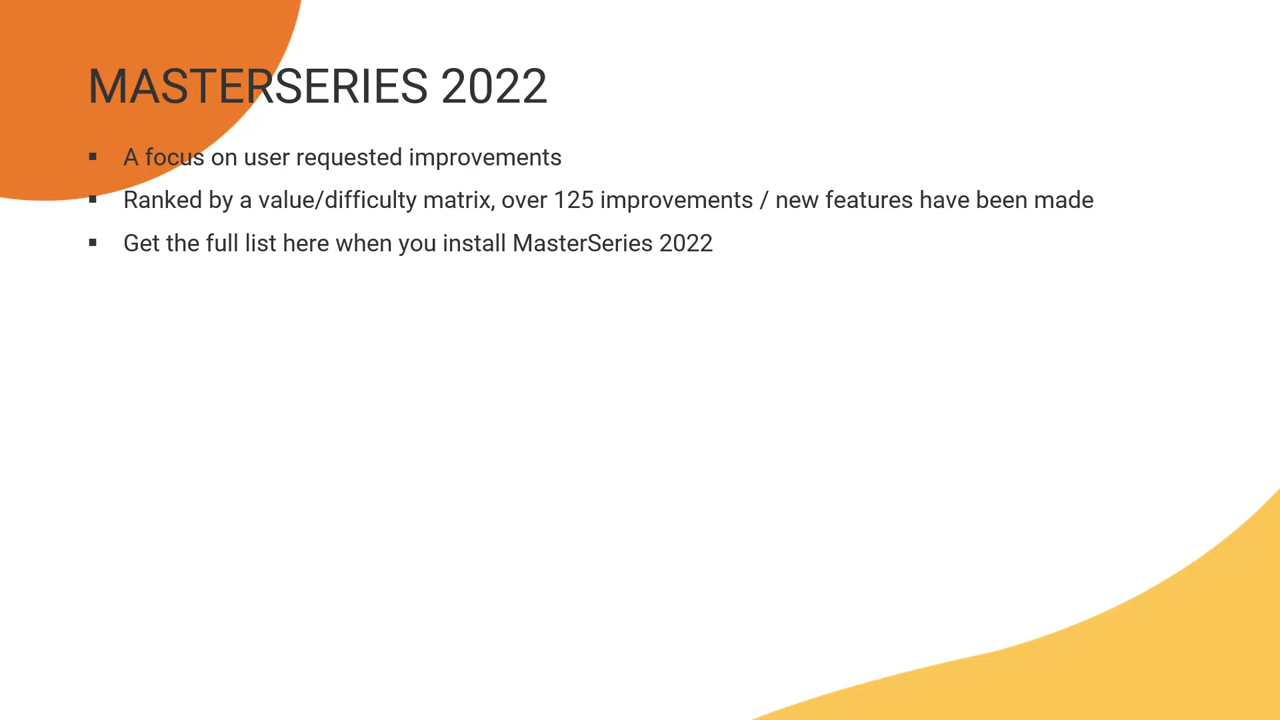 MASTERSERIES 2022
▪ A focus on user requested improvements
▪ Ranked by a value/difficulty matrix, over 125 improvements / new features have been made
▪ Get the full list here when you install MasterSeries 2022